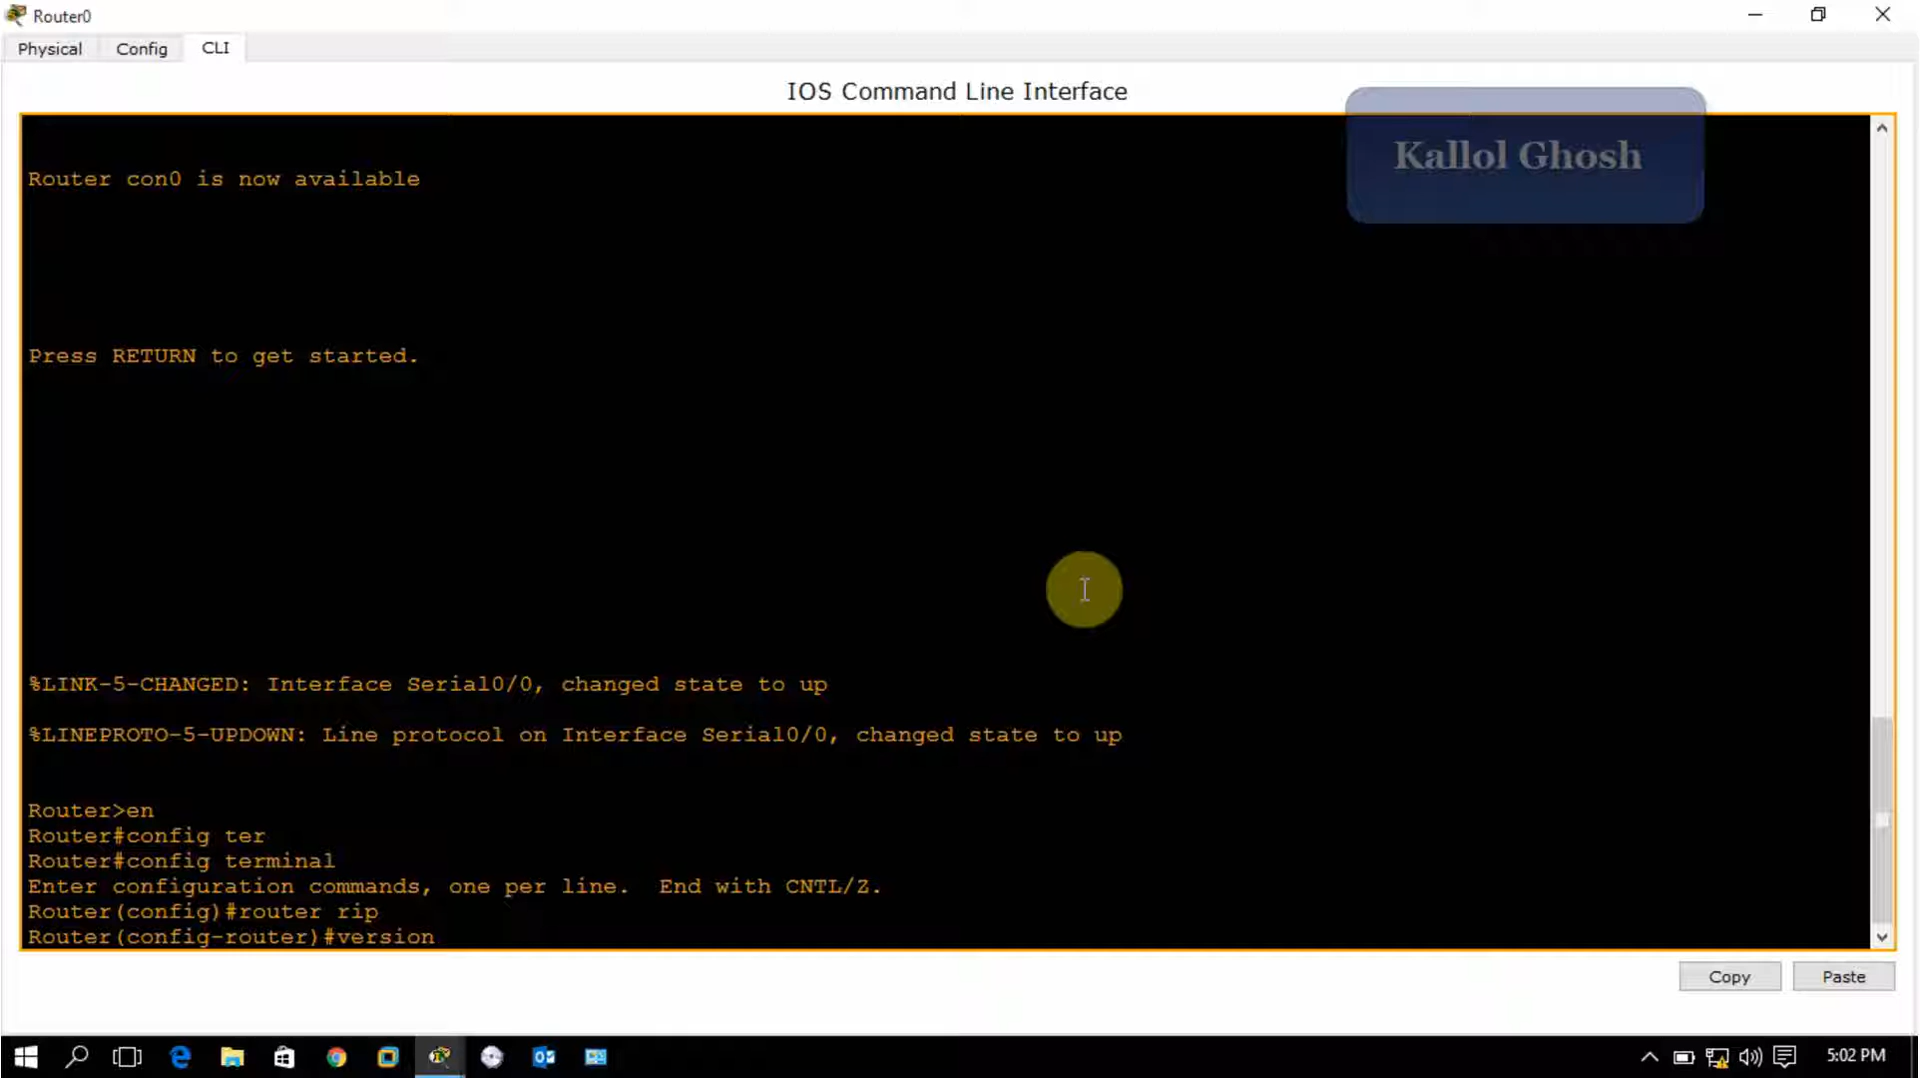 Router0
Physical Config CLI
IOS Command Line Interface
Kallol Ghosh
Router con0 is now available
Press RETURN to get started.
%LINK-5-CHANGED: Interface Serial0/0, changed state to up
%LINEPROTO-5-UPDOWN: Line protocol on Interface Serial0/0, changed state to up
Router>en
Router#config ter
Router#config terminal
Enter configuration commands, one per line.  End with CNTL/Z.
Router(config)#router rip
Router(config-router)#version
Copy Paste
5:02 PM